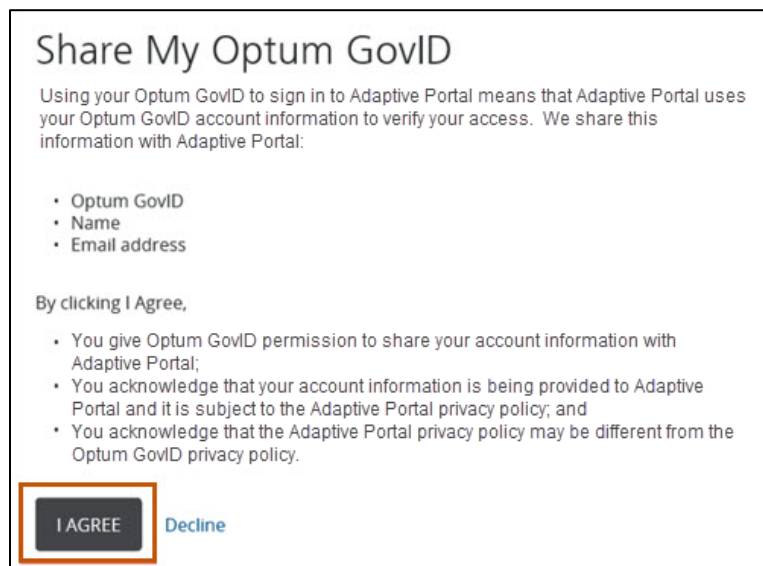 Share My Optum GovID
Using your Optum GovID to sign in to Adaptive Portal means that Adaptive Portal uses
your Optum GovID account information to verify your access.  We share this
information with Adaptive Portal:
• Optum GovID
• Name
• Email address
By clicking I Agree,
• You give Optum GovID permission to share your account information with
Adaptive Portal;
• You acknowledge that your account information is being provided to Adaptive
Portal and it is subject to the Adaptive Portal privacy policy; and
• You acknowledge that the Adaptive Portal privacy policy may be different from the
Optum GovID privacy policy.
I AGREE Decline